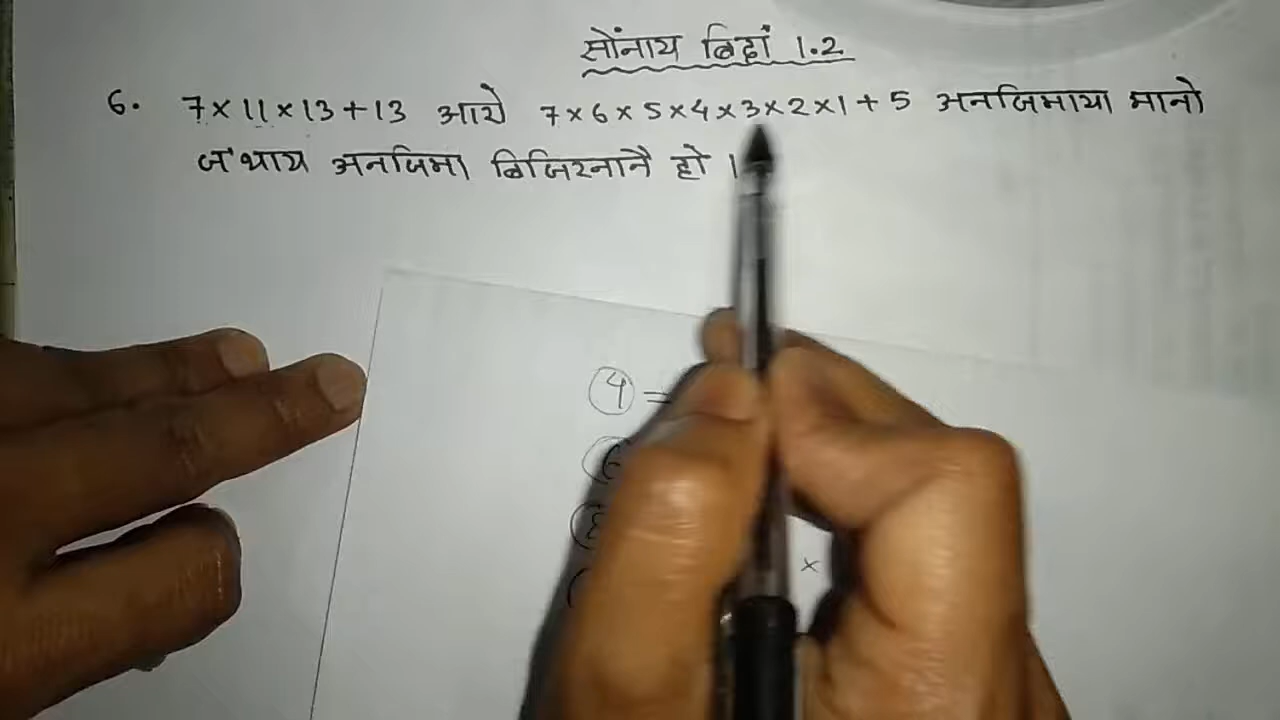 सोंनाय बिदां 1.2
6. 7×11×13+13 आरो 7×6×5×4×3×2×1+5 अनजिमाया मानो
ज'थाय अनजिमा बिजिरनानै हो ।
4 =
×